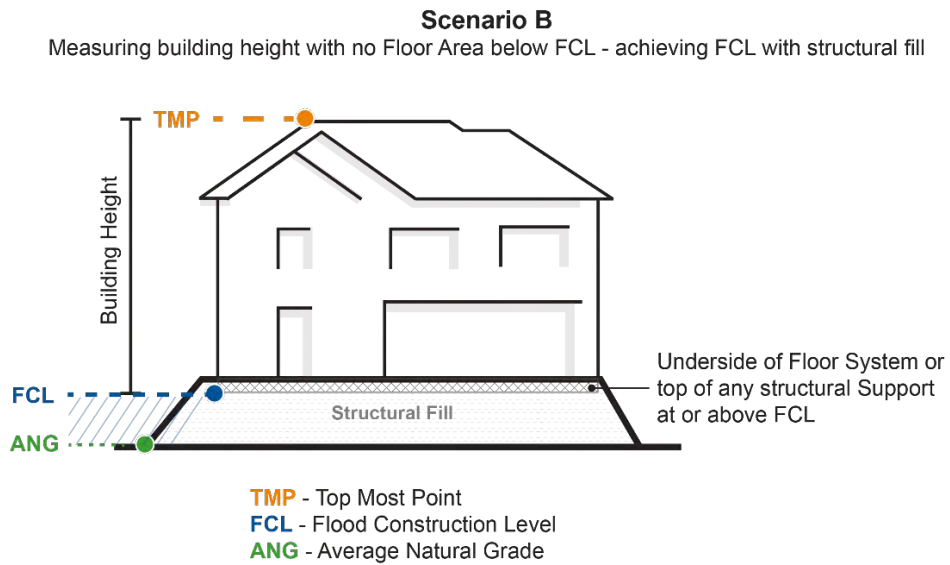 Scenario B
Measuring building height with no Floor Area below FCL - achieving FCL with structural fill
TMP
Building Height
FCL
ANG
Structural Fill
Underside of Floor System or
top of any structural Support
at or above FCL
TMP - Top Most Point
FCL - Flood Construction Level
ANG - Average Natural Grade